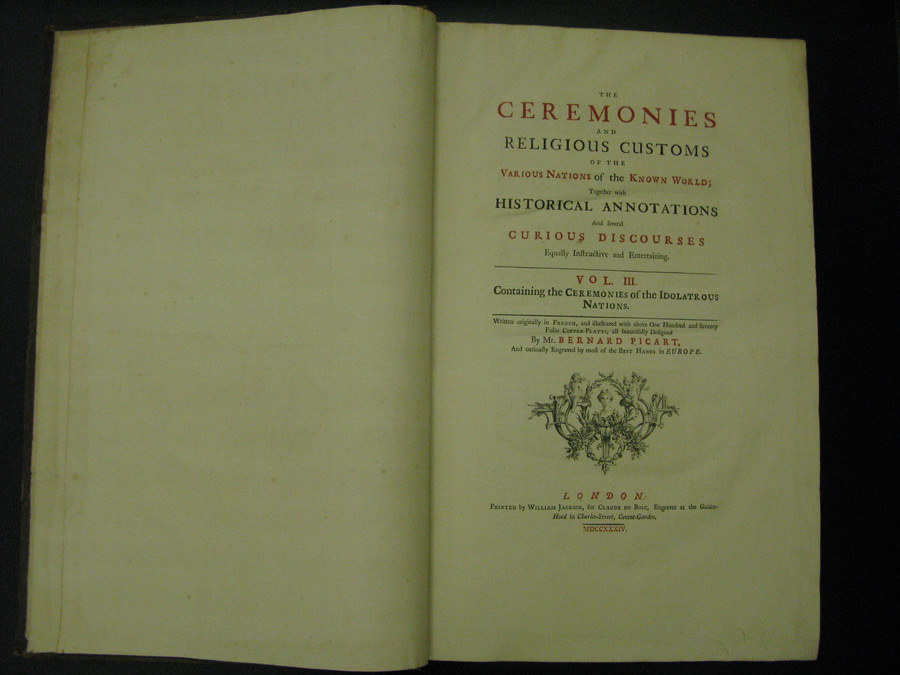 THE
CEREMONIES
AND
RELIGIOUS CUSTOMS
OF THE
VARIOUS NATIONS of the KNOWN WORLD;
Together with
HISTORICAL ANNOTATIONS
And ſeveral
CURIOUS DISCOURSES
Equally Inſtructive and Entertaining.
VOL. III.
Containing the CEREMONIES of the IDOLATROUS
NATIONS.
Written originally in FRENCH, and illuſtrated with above One Hundred and ſeventy
Folio COPPER PLATES, all beautifully Deſigned
By Mr. BERNARD PICART,
And curiouſly Engraved by moſt of the BEST HANDS in EUROPE.
LONDON:
PRINTED by WILLIAM JACKSON, for CLAUDE DU BOSC, Engraver at the Golden-
Head in Charles-Street, Covent-Garden,
MDCCXXXIV.